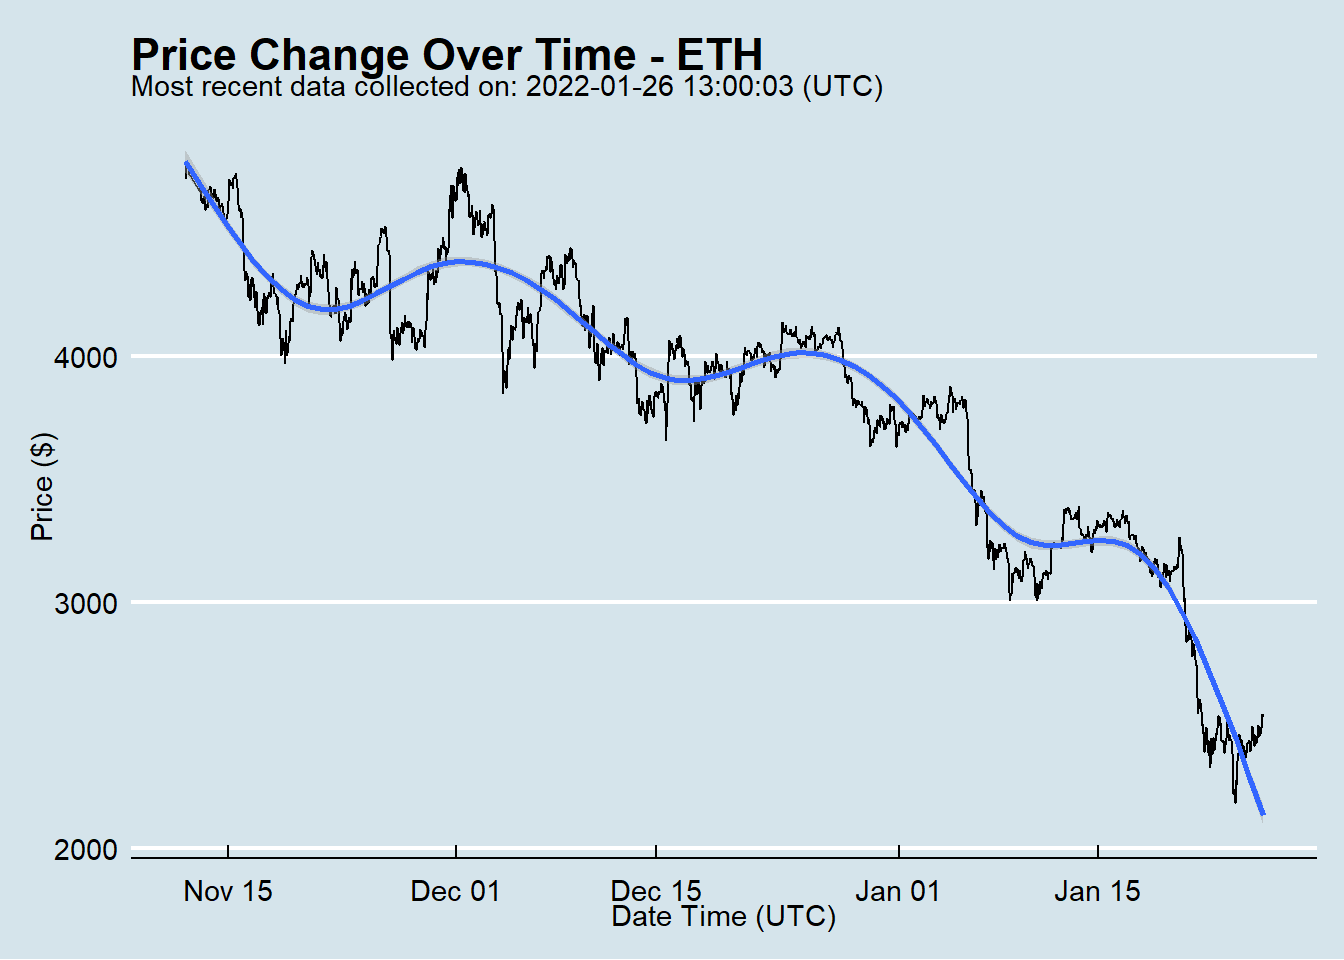 Price Change Over Time - ETH
Most recent data collected on: 2022-01-26 13:00:03 (UTC)
Price ($)
4000
3000
2000
Nov 15
Dec 01
Dec 15
Jan 01
Jan 15
Date Time (UTC)